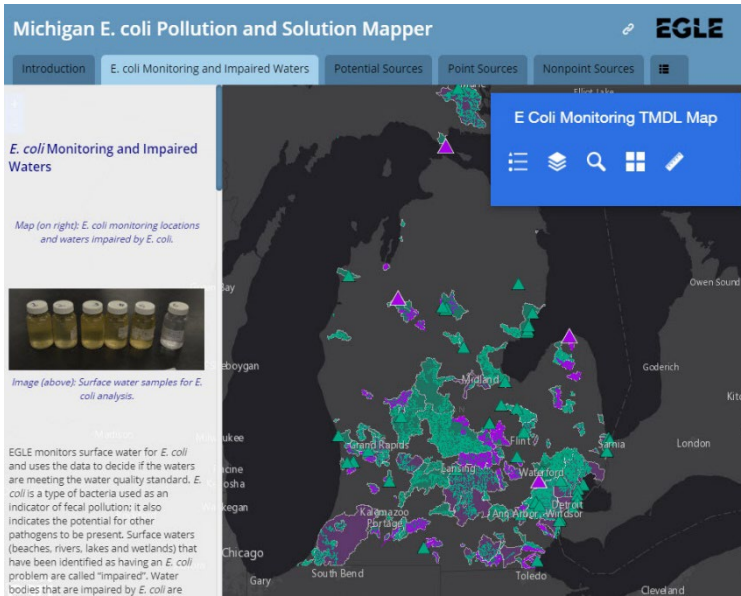 Michigan E. coli Pollution and Solution Mapper
EGLE
Introduction
E. coli Monitoring and Impaired Waters
Potential Sources
Point Sources
Nonpoint Sources
E. coli Monitoring and Impaired
Waters
Map (on right): E. coli monitoring locations
and waters impaired by E. coli.
Image (above): Surface water samples for E.
coli analysis.
EGLE monitors surface water for E. coli
and uses the data to decide if the waters
are meeting the water quality standard. E.
coli is a type of bacteria used as an
indicator of fecal pollution; it also
indicates the potential for other
pathogens to be present. Surface waters
(beaches, rivers, lakes and wetlands) that
have been identified as having an E. coli
problem are called "impaired". Water
bodies that are impaired by E. coli are
E Coli Monitoring TMDL Map
Elliot Lake
Owen Sound
Goderich
Midland
Grand Rapids
Flint
Sarnia
London
Lansing
Waterford
Detroit
Ann Arbor
Windsor
Kalamazoo
Portage
Chicago
Gary
South Bend
Toledo
Cleveland